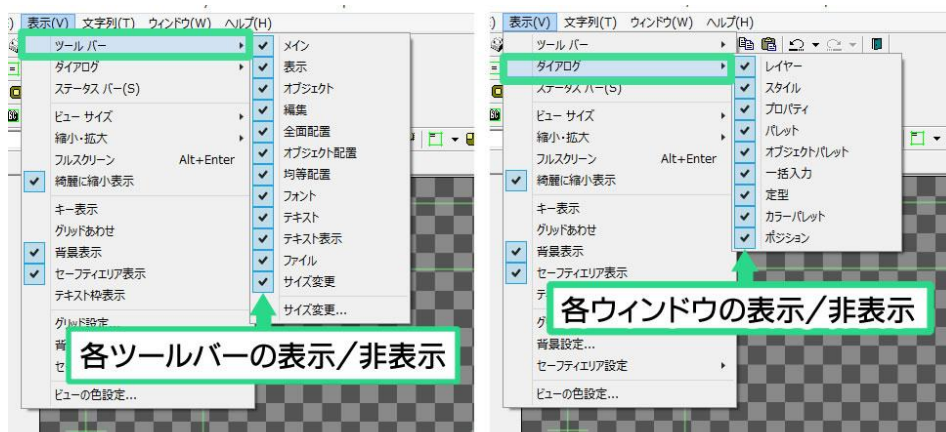 表示(V) 文字列(T) ウィンドウ(W) ヘルプ(H)
ツール バー
ダイアログ
ステータス バー(S)
ビュー サイズ
縮小・拡大
フルスクリーン Alt+Enter
綺麗に縮小表示
キー表示
グリッドあわせ
背景表示
セーフティエリア表示
テキスト枠表示
グリッド設定...
背
セ
ビューの色設定...
メイン
表示
オブジェクト
編集
全面配置
オブジェクト配置
均等配置
フォント
テキスト
テキスト表示
ファイル
サイズ変更
サイズ変更...
各ツールバーの表示/非表示
表示(V) 文字列(T) ウィンドウ(W) ヘルプ(H)
ツール バー
ダイアログ
ステータス バー(S)
ビュー サイズ
縮小・拡大
フルスクリーン Alt+Enter
綺麗に縮小表示
キー表示
グリッドあわせ
背景表示
セーフティエリア表示
テ
グ
背景設定...
セーフティエリア設定
ビューの色設定...
レイヤー
スタイル
プロパティ
パレット
オブジェクトパレット
一括入力
定型
カラーパレット
ポジション
各ウィンドウの表示/非表示